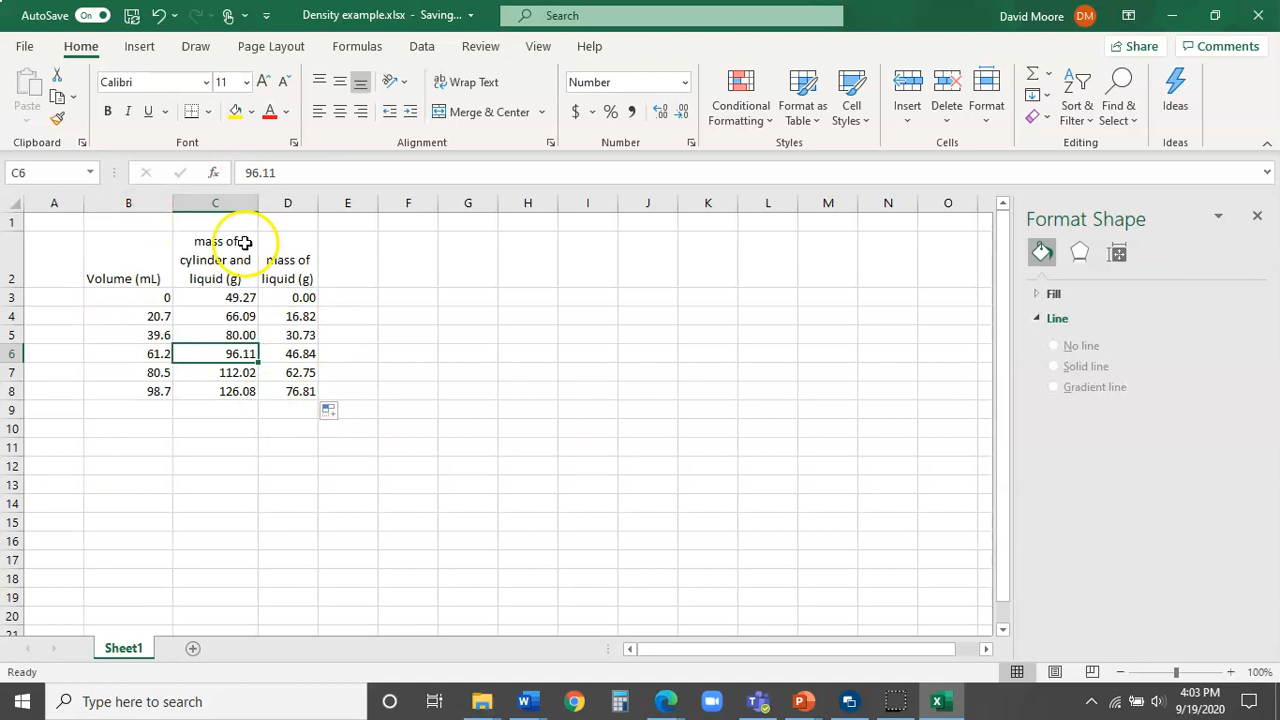 AutoSave On Density example.xlsx - Saving... Search David Moore DM
File Home Insert Draw Page Layout Formulas Data Review View Help Share Comments
Paste Calibri 11 Wrap Text Number Conditional Formatting Format as Table Cell Styles Insert Delete Format Sort & Filter Find & Select Ideas
B I U A Merge & Center $ % ,
Clipboard Font Alignment Number Styles Cells Editing Ideas
C6 fx 96.11
A B C D E F G H I J K L M N O
1
2 Volume (mL) mass of cylinder and liquid (g) mass of liquid (g)
3 0 49.27 0.00
4 20.7 66.09 16.82
5 39.6 80.00 30.73
6 61.2 96.11 46.84
7 80.5 112.02 62.75
8 98.7 126.08 76.81
9
10
11
12
13
14
15
16
17
18
19
20
21
Format Shape
Fill
Line
No line
Solid line
Gradient line
Sheet1
Ready 100%
Type here to search 4:03 PM
9/19/2020